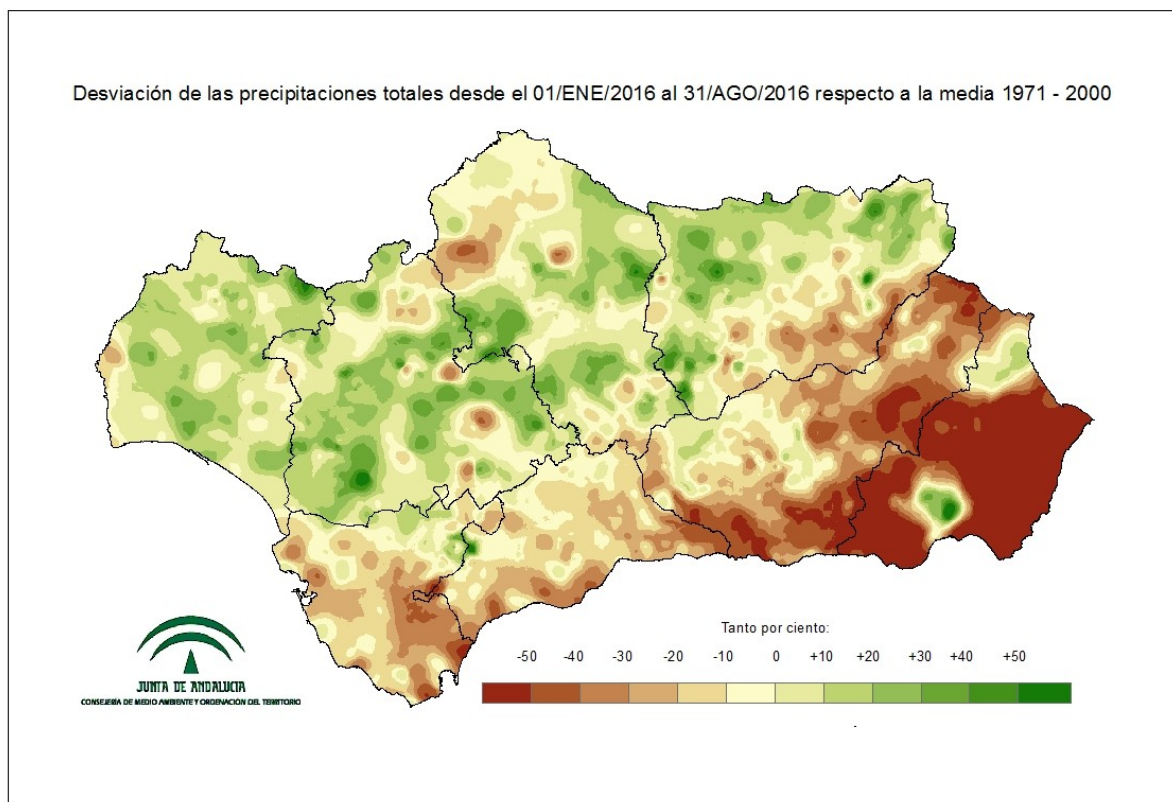 Desviación de las precipitaciones totales desde el 01/ENE/2016 al 31/AGO/2016 respecto a la media 1971 - 2000
Tanto por ciento:
-50 -40 -30 -20 -10 0 +10 +20 +30 +40 +50
JUNTA DE ANDALUCIA
CONSEJERÍA DE MEDIO AMBIENTE Y ORDENACIÓN DEL TERRITORIO